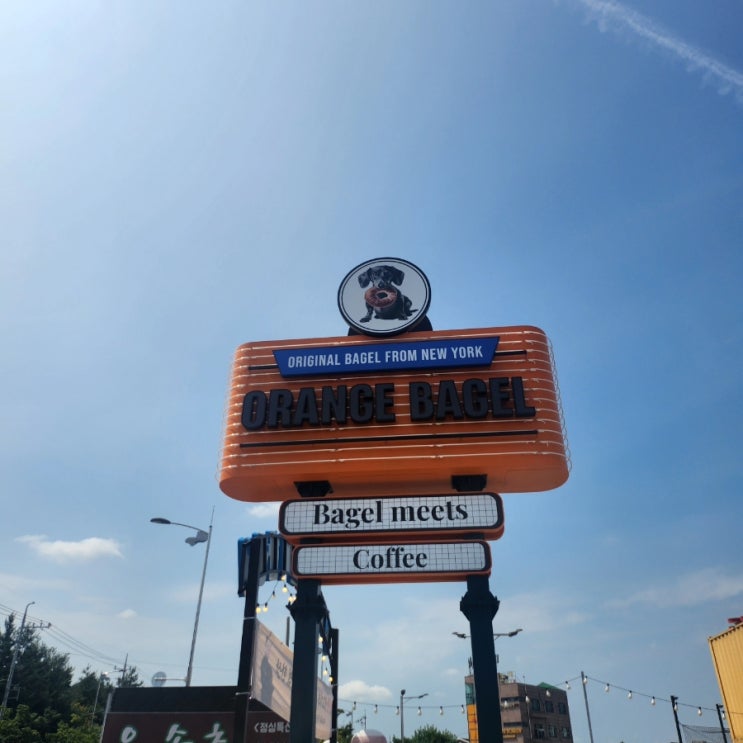 ORIGINAL BAGEL FROM NEW YORK
ORANGE BAGEL
Bagel meets
Coffee